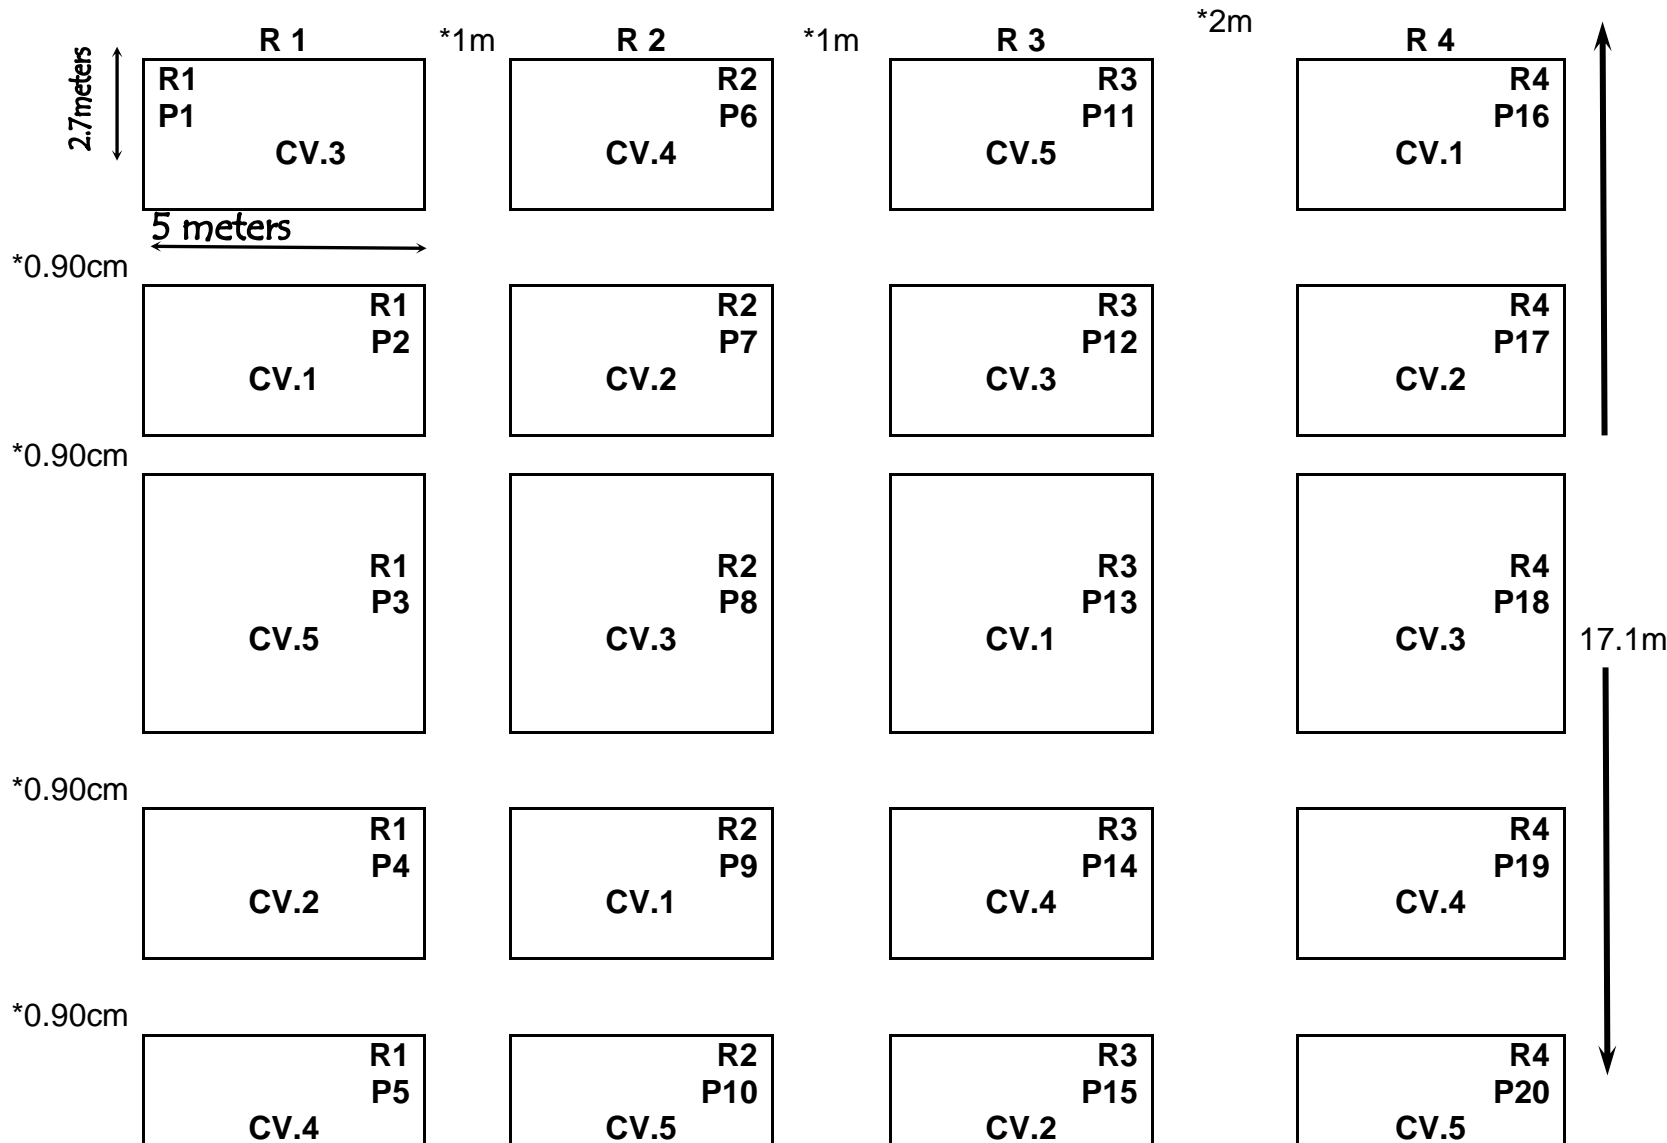 *2m
R 1 *1m R 2 *1m R 3 R 4
2.7meters
R1 R2 R3 R4
P1 P6 P11 P16
CV.3 CV.4 CV.5 CV.1
5 meters
*0.90cm
R1 R2 R3 R4
P2 P7 P12 P17
CV.1 CV.2 CV.3 CV.2
*0.90cm
R1 R2 R3 R4
P3 P8 P13 P18
CV.5 CV.3 CV.1 CV.3 17.1m
*0.90cm
R1 R2 R3 R4
P4 P9 P14 P19
CV.2 CV.1 CV.4 CV.4
*0.90cm
R1 R2 R3 R4
P5 P10 P15 P20
CV.4 CV.5 CV.2 CV.5